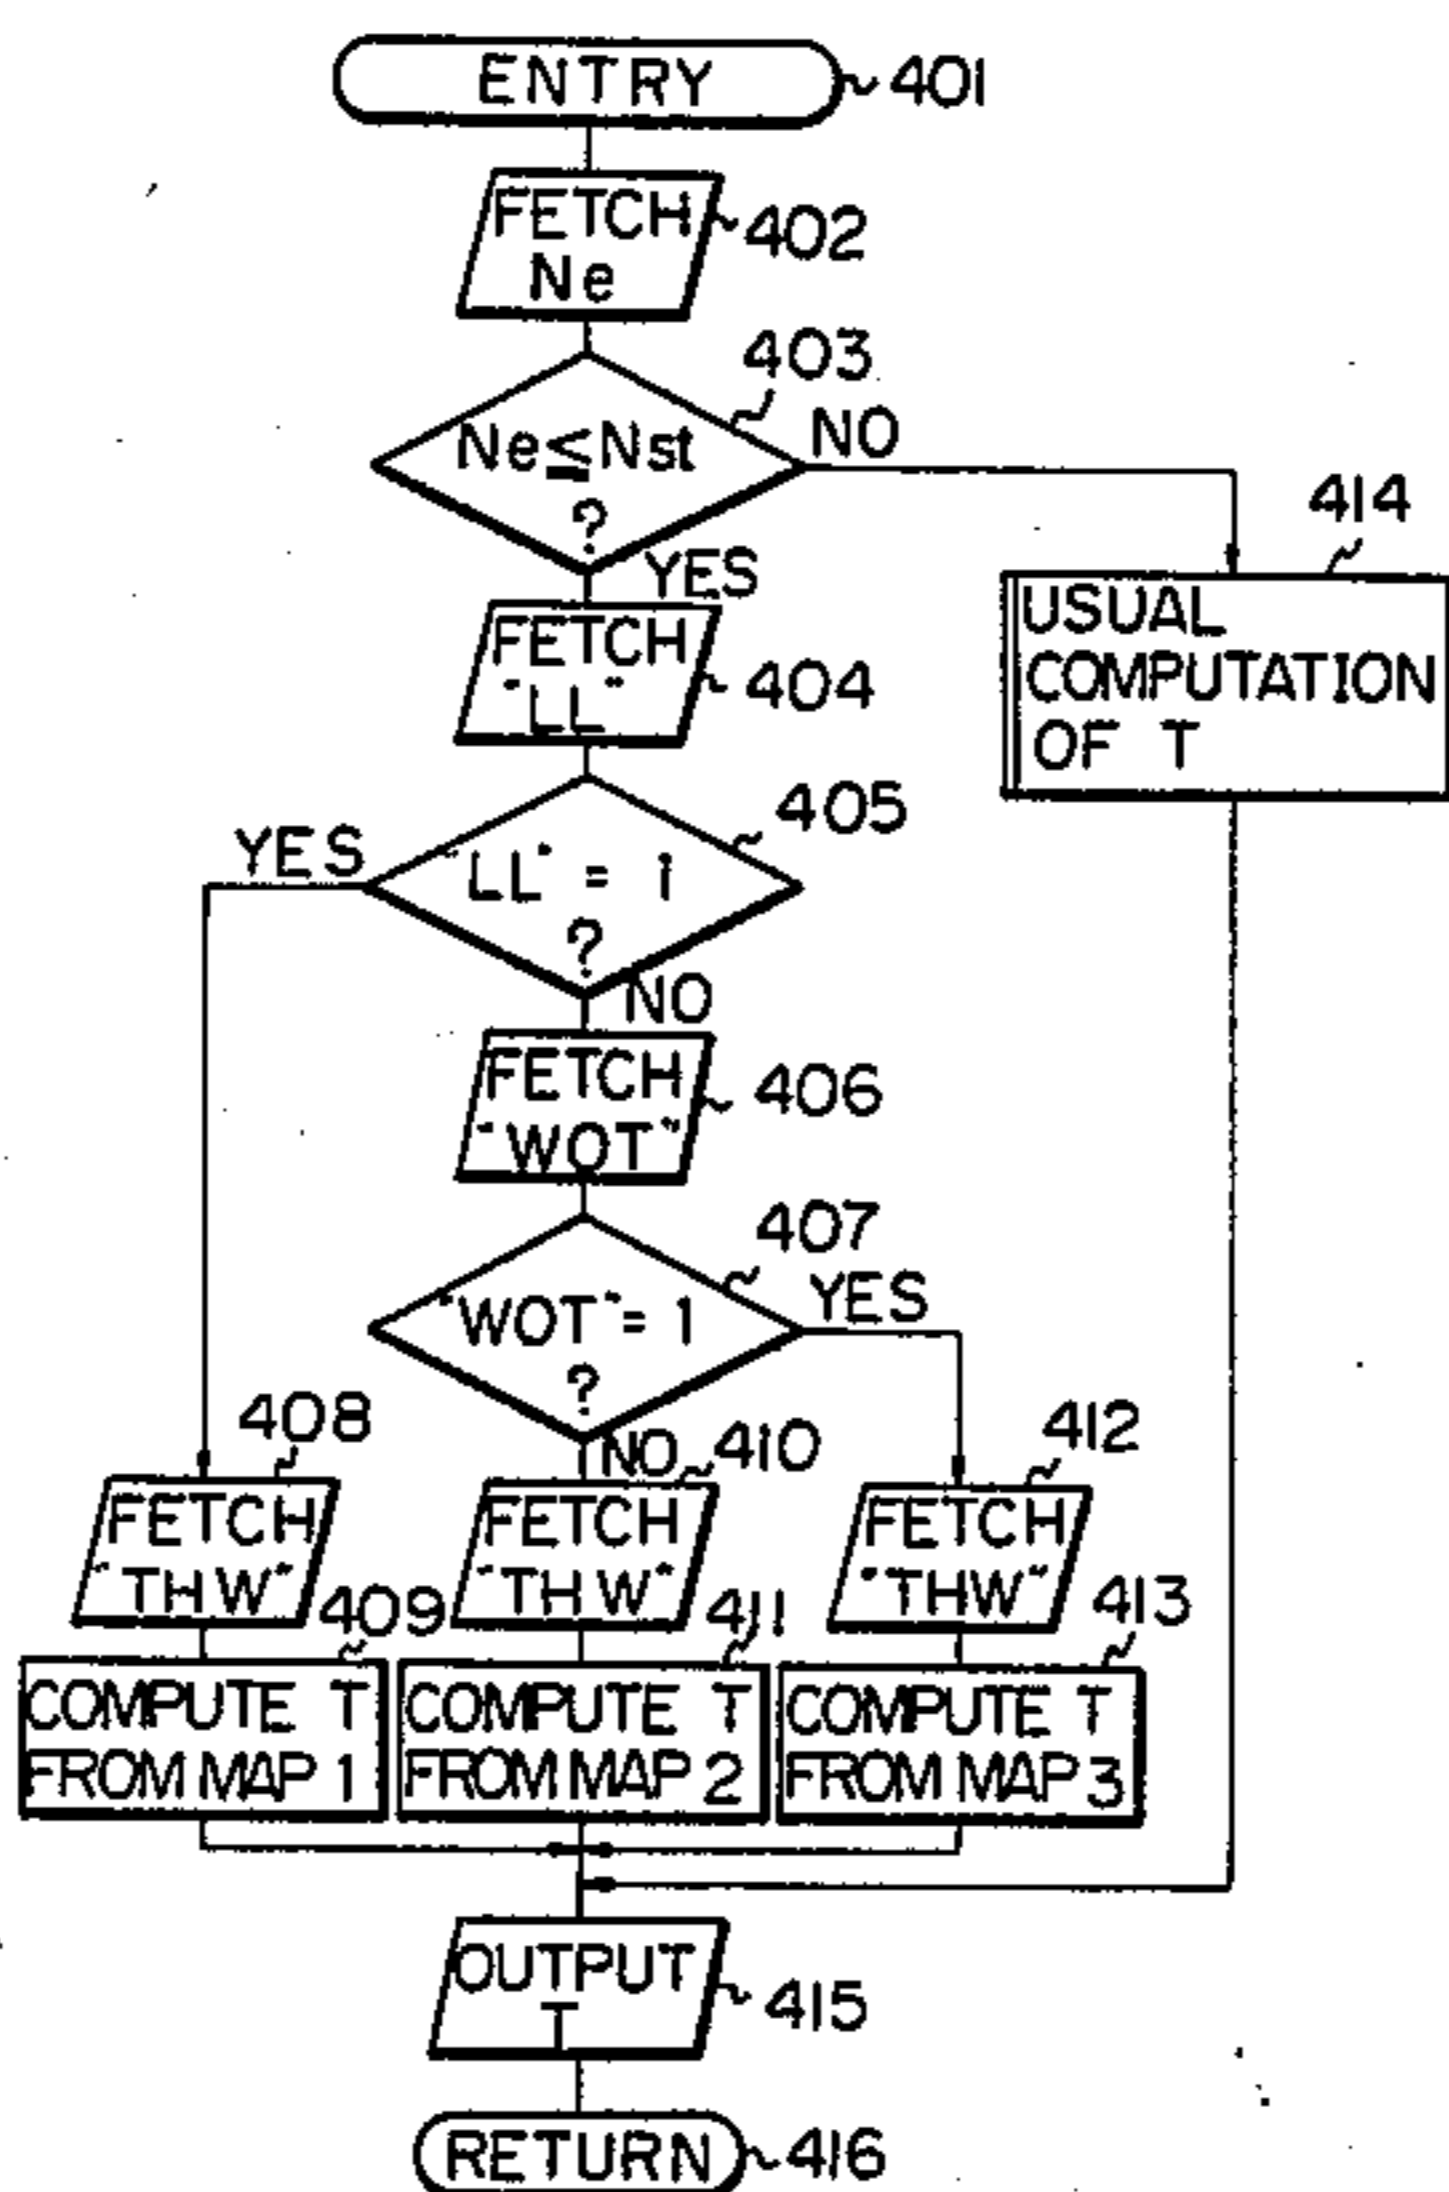 ENTRY 401
FETCH 402
Ne
403
Ne≦Nst NO
?
414
YES
FETCH
"LL" 404
USUAL
COMPUTATION
OF T
405
YES
"LL" = 1
?
NO
FETCH
"WOT" 406
407
"WOT" = 1 YES
?
NO
408
FETCH
"THW"
410
FETCH
"THW"
412
FETCH
"THW"
409
COMPUTE T
FROM MAP 1
411
COMPUTE T
FROM MAP 2
413
COMPUTE T
FROM MAP 3
OUTPUT
T 415
RETURN 416